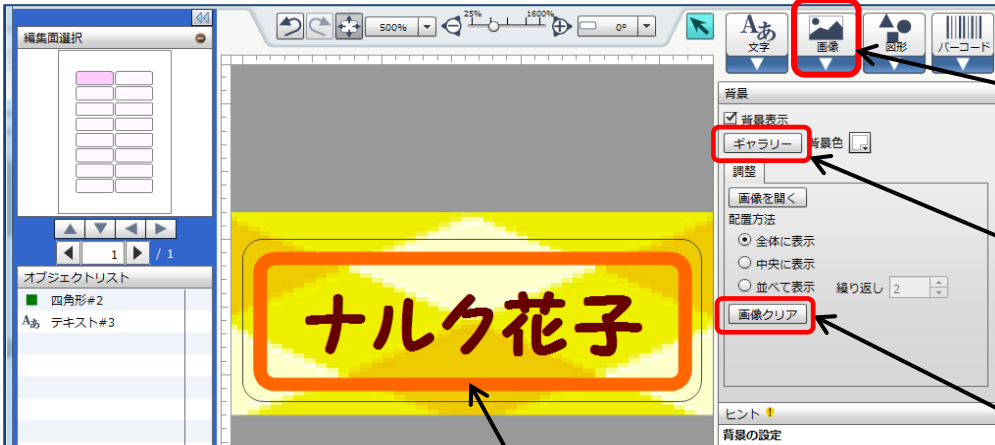 編集面選択
500%
25%
1600%
0°
Aあ
文字
画像
図形
バーコード
1 / 1
オブジェクトリスト
四角形#2
Aあ テキスト#3
ナルク花子
背景
背景表示
ギャラリー 背景色
調整
画像を開く
配置方法
全体に表示
中央に表示
並べて表示 繰り返し 2
画像クリア
ヒント
背景の設定